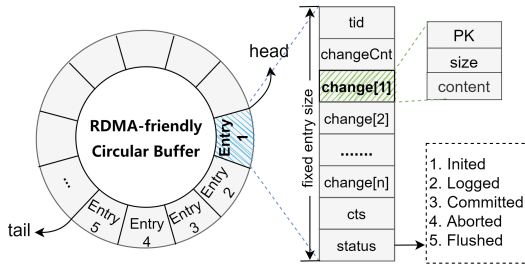 head
RDMA-friendly
Circular Buffer
Entry
1
Entry
2
Entry
3
Entry
4
Entry
5
...
tail
fixed entry size
tid
changeCnt
change[1]
change[2]
.......
change[n]
cts
status
PK
size
content
1. Inited
2. Logged
3. Committed
4. Aborted
5. Flushed